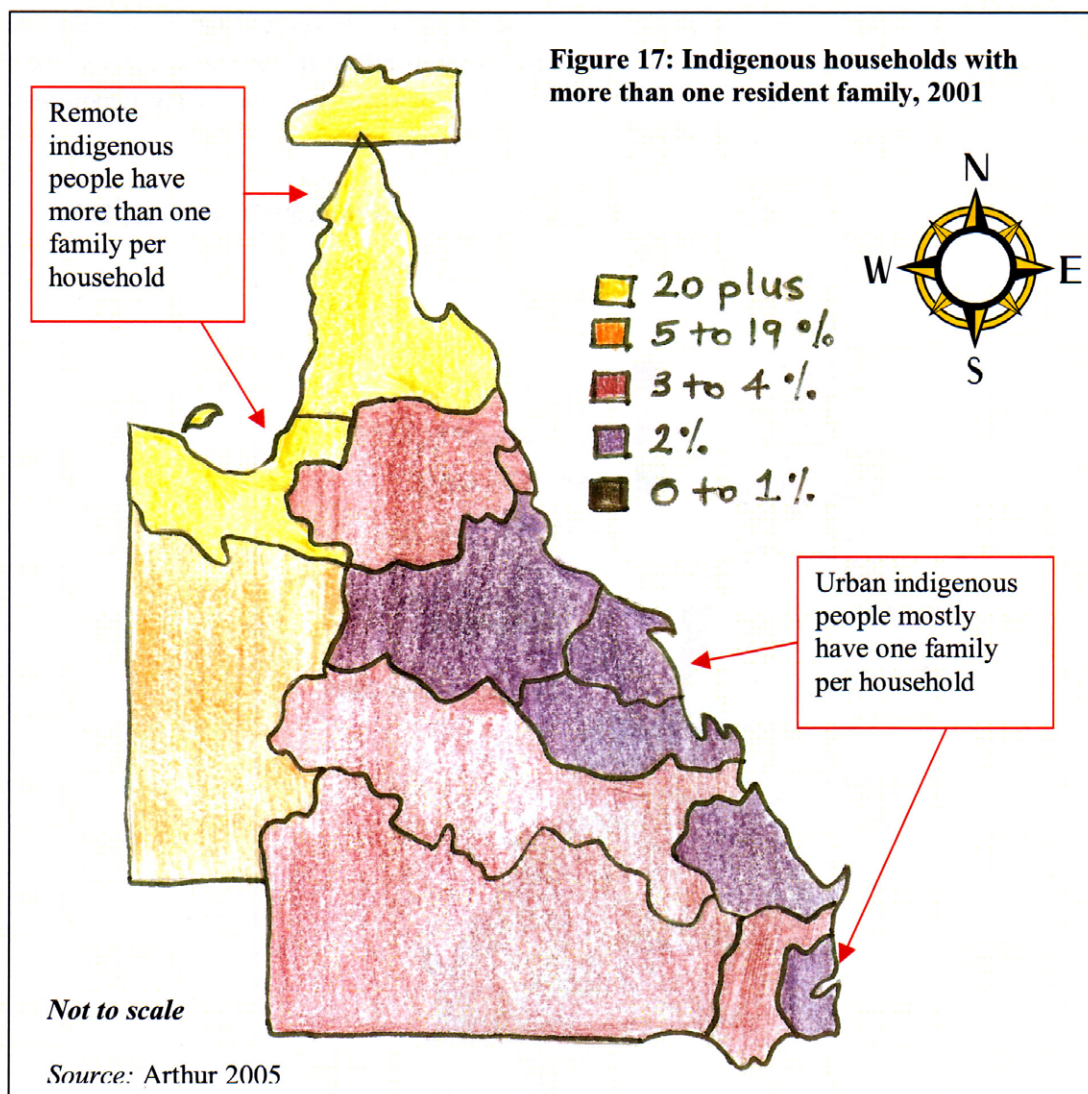 Figure 17: Indigenous households with
more than one resident family, 2001
Remote
indigenous
people have
more than one
family per
household
N
W
E
S
20 plus
5 to 19 %
3 to 4 %
2%
0 to 1%
Urban indigenous
people mostly
have one family
per household
Not to scale
Source: Arthur 2005